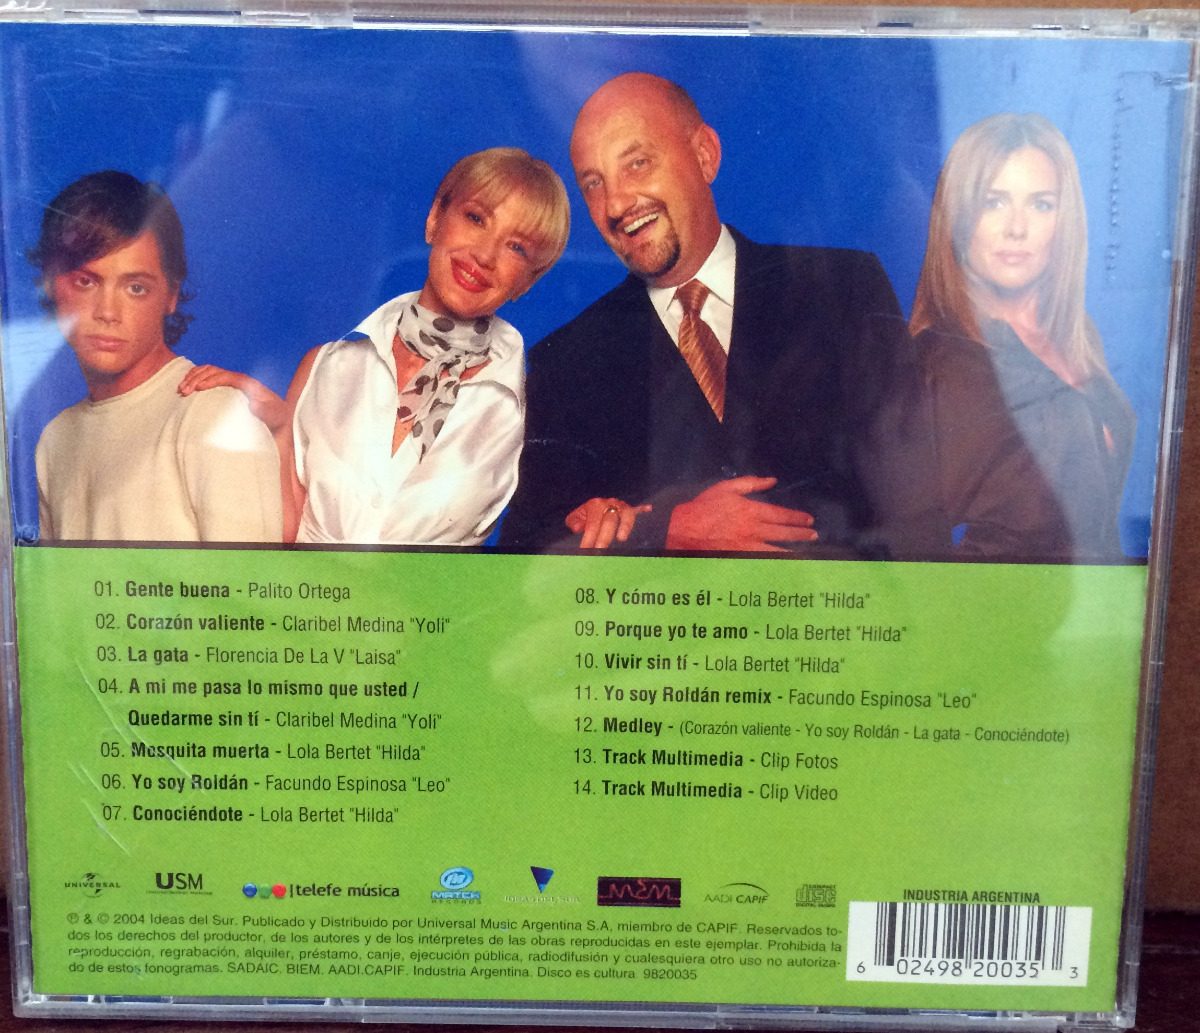 01. Gente buena - Palito Ortega
02. Corazón valiente - Claribel Medina "Yoli"
03. La gata - Florencia De La V "Laisa"
04. A mi me pasa lo mismo que usted /
Quedarme sin tí - Claribel Medina "Yoli"
05. Mosquita muerta - Lola Bertet "Hilda"
06. Yo soy Roldán - Facundo Espinosa "Leo"
07. Conociéndote - Lola Bertet "Hilda"
08. Y cómo es él - Lola Bertet "Hilda"
09. Porque yo te amo - Lola Bertet "Hilda"
10. Vivir sin tí - Lola Bertet "Hilda"
11. Yo soy Roldán remix - Facundo Espinosa "Leo"
12. Medley - (Corazón valiente - Yo soy Roldán - La gata - Conociéndote)
13. Track Multimedia - Clip Fotos
14. Track Multimedia - Clip Video
UNIVERSAL
USM
telefe música
RECORDS
IDEAS DEL SUR
MEM
AADI CAPIF
COMPACT disc DIGITAL AUDIO
INDUSTRIA ARGENTINA
℗ & © 2004 Ideas del Sur. Publicado y Distribuido por Universal Music Argentina S.A, miembro de CAPIF. Reservados to-
dos los derechos del productor, de los autores y de los intérpretes de las obras reproducidas en este ejemplar. Prohibida la
reproducción, regrabación, alquiler, préstamo, canje, ejecución pública, radiodifusión y cualesquiera otro uso no autoriza-
do de estos fonogramas. SADAIC. BIEM. AADI.CAPIF. Industria Argentina. Disco es cultura. 9820035
6 02498 20035 3